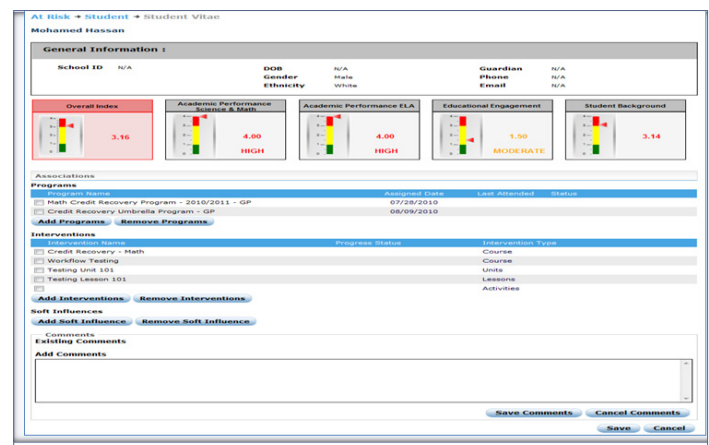 At Risk → Student → Student Vitae
Mohamed Hassan
General Information :
School ID N/A DOB N/A Guardian N/A
Gender Male Phone N/A
Ethnicity White Email N/A
Overall Index
3.16
Academic Performance Science & Math
4.00
HIGH
Academic Performance ELA
4.00
HIGH
Educational Engagement
1.50
MODERATE
Student Background
3.14
Associations
Programs
Program Name Assigned Date Last Attended Status
Math Credit Recovery Program - 2010/2011 - GP 07/28/2010
Credit Recovery Umbrella Program - GP 08/09/2010
Add Programs Remove Programs
Interventions
Intervention Name Progress Status Intervention Type
Credit Recovery - Math Course
Workflow Testing Course
Testing Unit 101 Units
Testing Lesson 101 Lessons
Activities
Add Interventions Remove Interventions
Soft Influences
Add Soft Influence Remove Soft Influence
Comments
Existing Comments
Add Comments
Save Comments Cancel Comments
Save Cancel